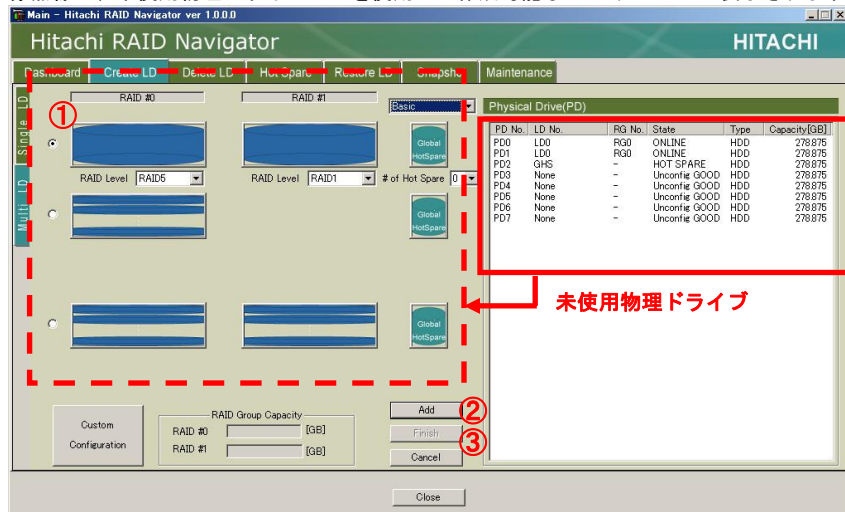 Main - Hitachi RAID Navigator ver 1.0.0.0
Hitachi RAID Navigator
HITACHI
Dashboard
Create LD
Delete LD
Hot Spare
Restore LD
Snapshot
Maintenance
Single LD
Multi LD
①
RAID #0
RAID #1
Basic
Global
HotSpare
RAID Level
RAID5
RAID Level
RAID1
# of Hot Spare
0
Global
HotSpare
Global
HotSpare
Physical Drive(PD)
PD No. LD No. RG No. State Type Capacity[GB]
PD0 LD0 RG0 ONLINE HDD 278.875
PD1 LD0 RG0 ONLINE HDD 278.875
PD2 GHS - HOT SPARE HDD 278.875
PD3 None - Unconfig GOOD HDD 278.875
PD4 None - Unconfig GOOD HDD 278.875
PD5 None - Unconfig GOOD HDD 278.875
PD6 None - Unconfig GOOD HDD 278.875
PD7 None - Unconfig GOOD HDD 278.875
未使用物理ドライブ
Custom
Configuration
RAID Group Capacity
RAID #0 [GB]
RAID #1 [GB]
Add
②
Finish
③
Cancel
Close